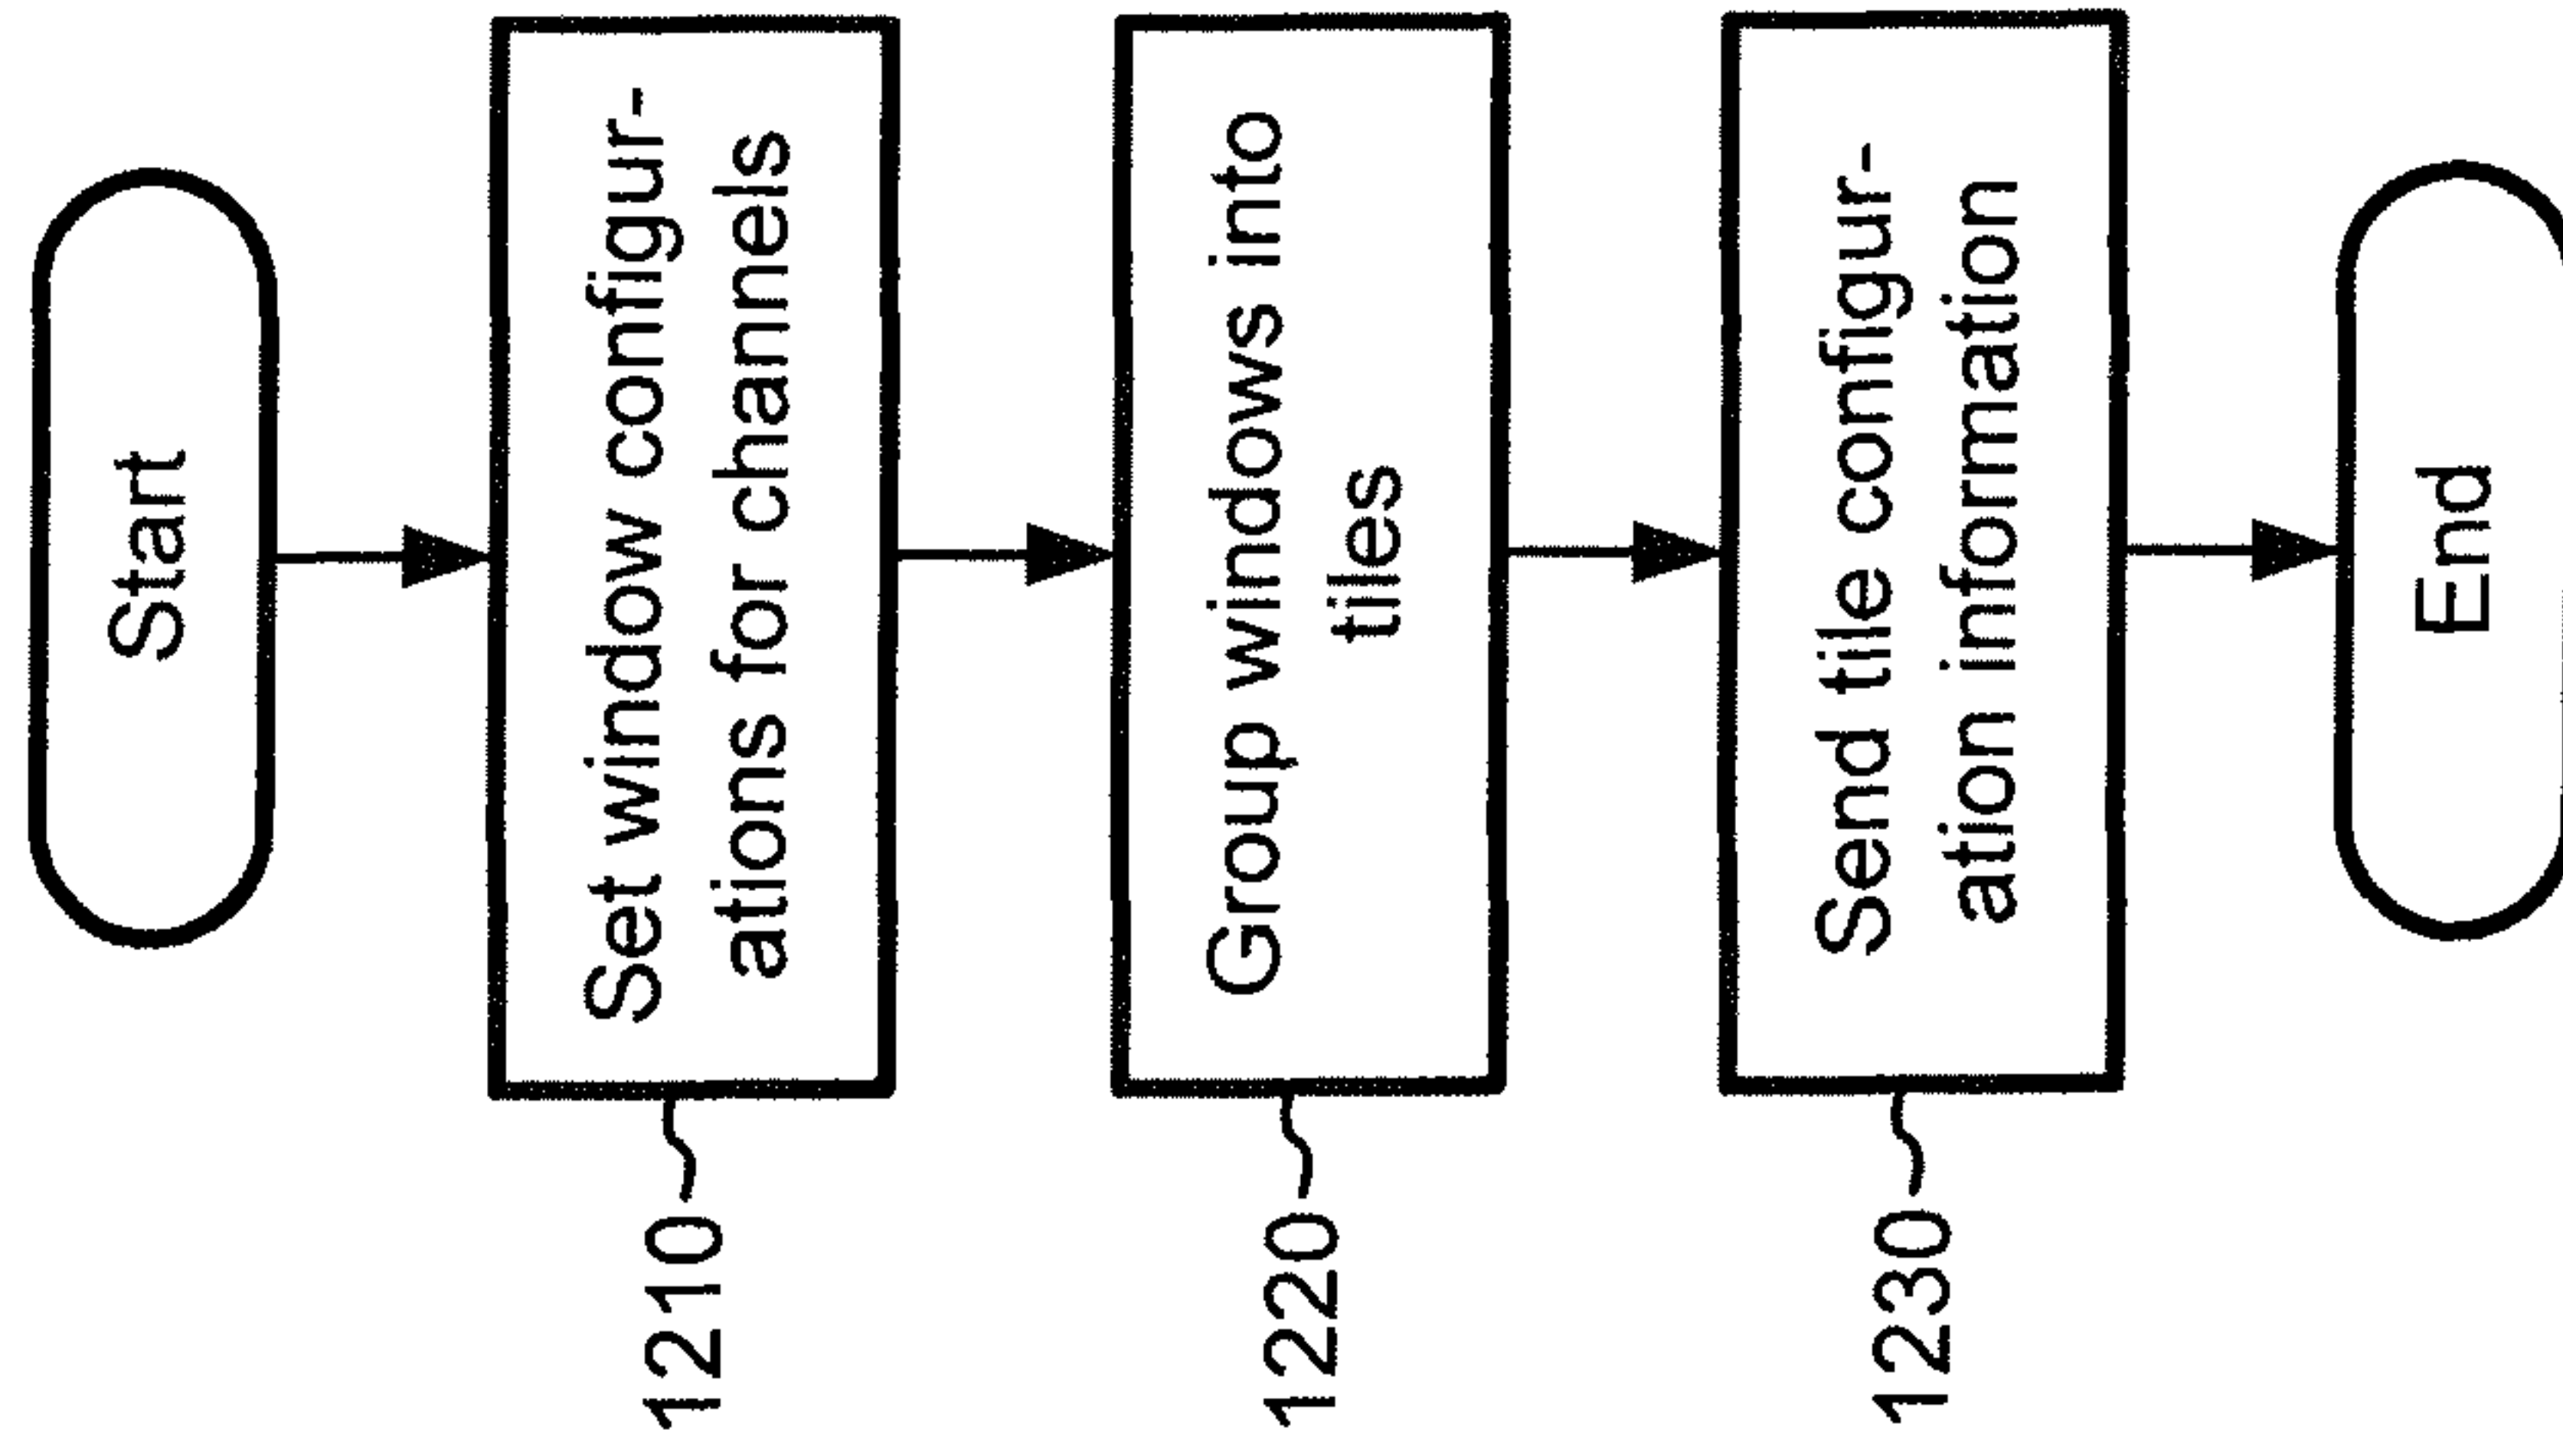 Start
1210
Set window configur-
ations for channels
1220
Group windows into
tiles
1230
Send tile configur-
ation information
End